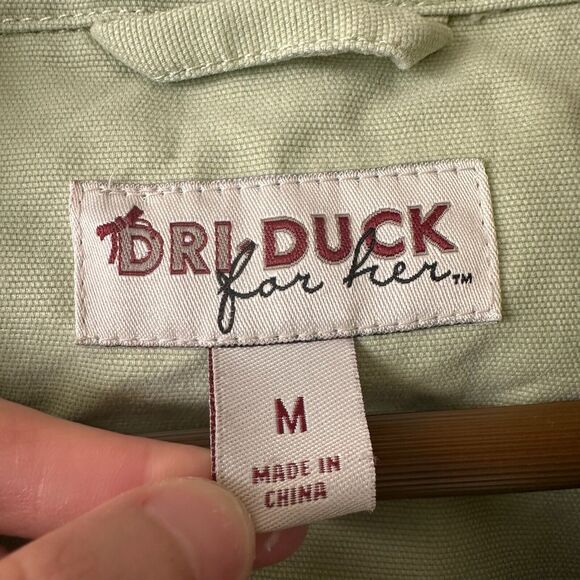 DRI-DUCK
for her™
M
MADE IN
CHINA